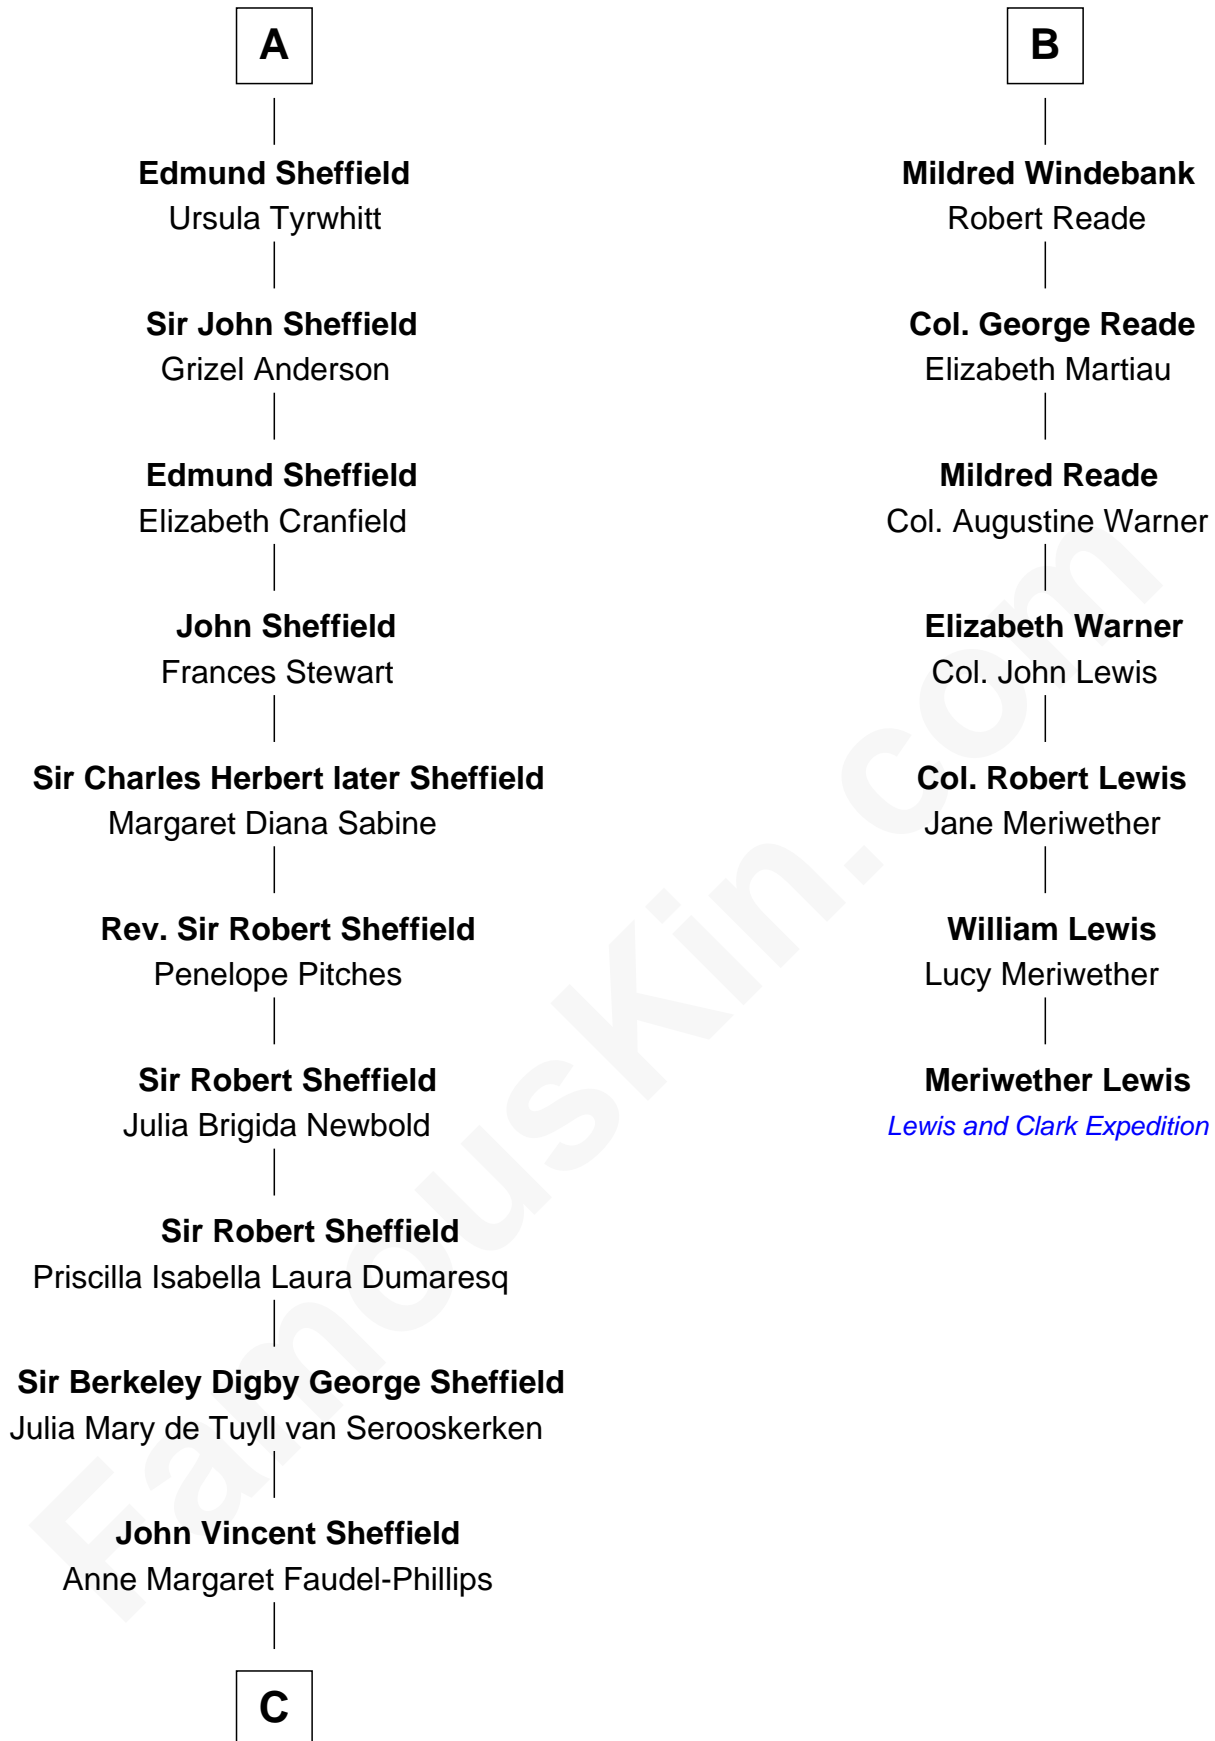 A
Edmund Sheffield
Ursula Tyrwhitt
Sir John Sheffield
Grizel Anderson
Edmund Sheffield
Elizabeth Cranfield
John Sheffield
Frances Stewart
Sir Charles Herbert later Sheffield
Margaret Diana Sabine
Rev. Sir Robert Sheffield
Penelope Pitches
Sir Robert Sheffield
Julia Brigida Newbold
Sir Robert Sheffield
Priscilla Isabella Laura Dumaresq
Sir Berkeley Digby George Sheffield
Julia Mary de Tuyll van Serooskerken
John Vincent Sheffield
Anne Margaret Faudel-Phillips
C
B
Mildred Windebank
Robert Reade
Col. George Reade
Elizabeth Martiau
Mildred Reade
Col. Augustine Warner
Elizabeth Warner
Col. John Lewis
Col. Robert Lewis
Jane Meriwether
William Lewis
Lucy Meriwether
Meriwether Lewis
Lewis and Clark Expedition
FamousKin.com